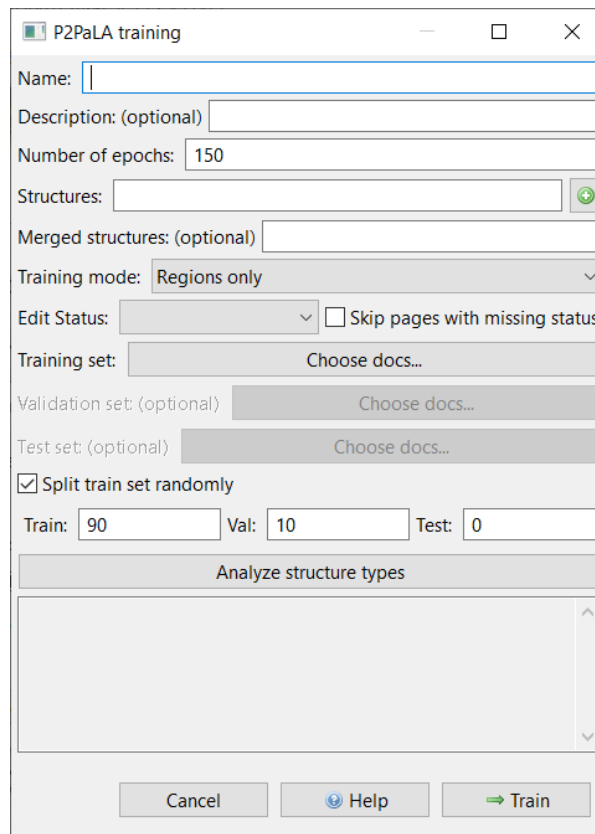 P2PaLA training
Name:
Description: (optional)
Number of epochs: 150
Structures:
Merged structures: (optional)
Training mode: Regions only
Edit Status: Skip pages with missing status
Training set: Choose docs...
Validation set: (optional) Choose docs...
Test set: (optional) Choose docs...
Split train set randomly
Train: 90 Val: 10 Test: 0
Analyze structure types
Cancel Help Train